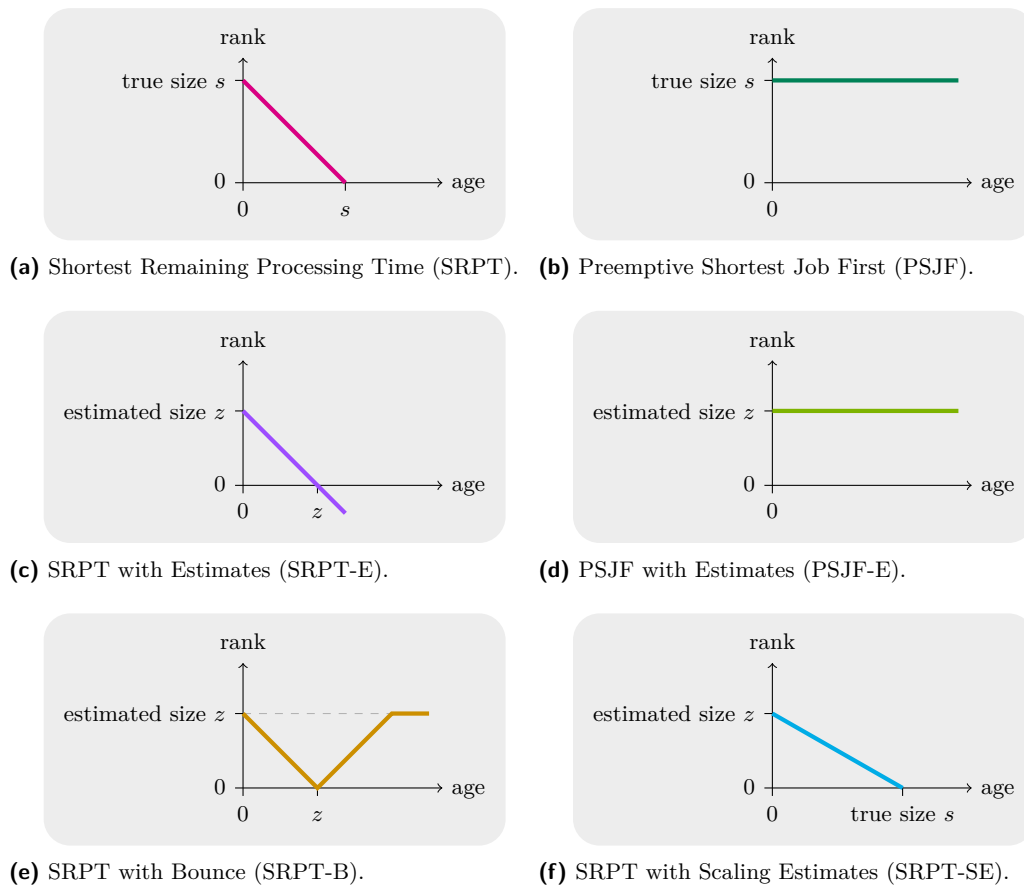 rank
true size s
0
age
0
s
(a) Shortest Remaining Processing Time (SRPT).
rank
true size s
0
age
0
(b) Preemptive Shortest Job First (PSJF).
rank
estimated size z
0
age
0
z
(c) SRPT with Estimates (SRPT-E).
rank
estimated size z
0
age
0
(d) PSJF with Estimates (PSJF-E).
rank
estimated size z
0
age
0
z
(e) SRPT with Bounce (SRPT-B).
rank
estimated size z
0
age
0
true size s
(f) SRPT with Scaling Estimates (SRPT-SE).